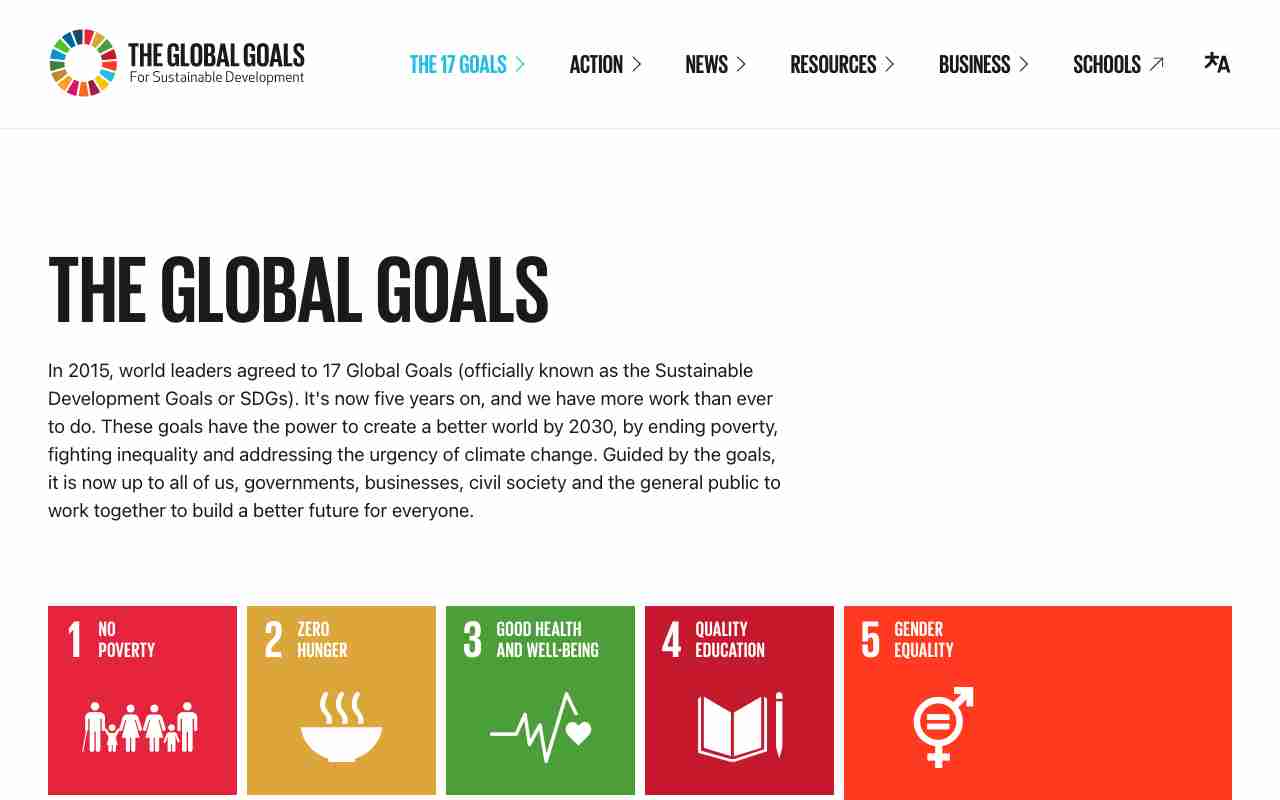 THE GLOBAL GOALS
For Sustainable Development
THE 17 GOALS
ACTION
NEWS
RESOURCES
BUSINESS
SCHOOLS
THE GLOBAL GOALS
In 2015, world leaders agreed to 17 Global Goals (officially known as the Sustainable
Development Goals or SDGs). It's now five years on, and we have more work than ever
to do. These goals have the power to create a better world by 2030, by ending poverty,
fighting inequality and addressing the urgency of climate change. Guided by the goals,
it is now up to all of us, governments, businesses, civil society and the general public to
work together to build a better future for everyone.
1 NO
POVERTY
2 ZERO
HUNGER
3 GOOD HEALTH
AND WELL-BEING
4 QUALITY
EDUCATION
5 GENDER
EQUALITY